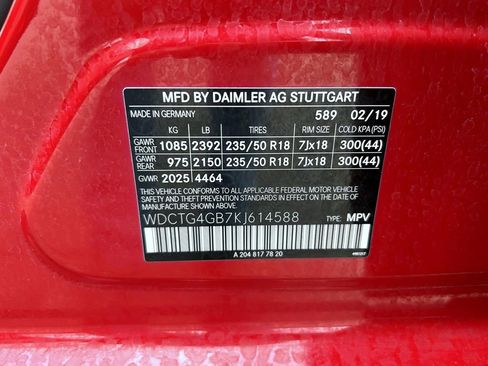 MFD BY DAIMLER AG STUTTGART
MADE IN GERMANY 589 02/19
KG LB TIRES RIM SIZE COLD KPA (PSI)
GAWR FRONT 1085 2392 235/50 R18 7Jx18 300(44)
GAWR REAR 975 2150 235/50 R18 7Jx18 300(44)
GVWR 2025 4464
THIS VEHICLE CONFORMS TO ALL APPLICABLE FEDERAL MOTOR VEHICLE
SAFETY, BUMPER, AND THEFT PREVENTION STANDARDS IN EFFECT ON
THE DATE OF MANUFACTURE SHOWN ABOVE.
WDCTG4GB7KJ614588 TYPE: MPV
A 204 817 78 20